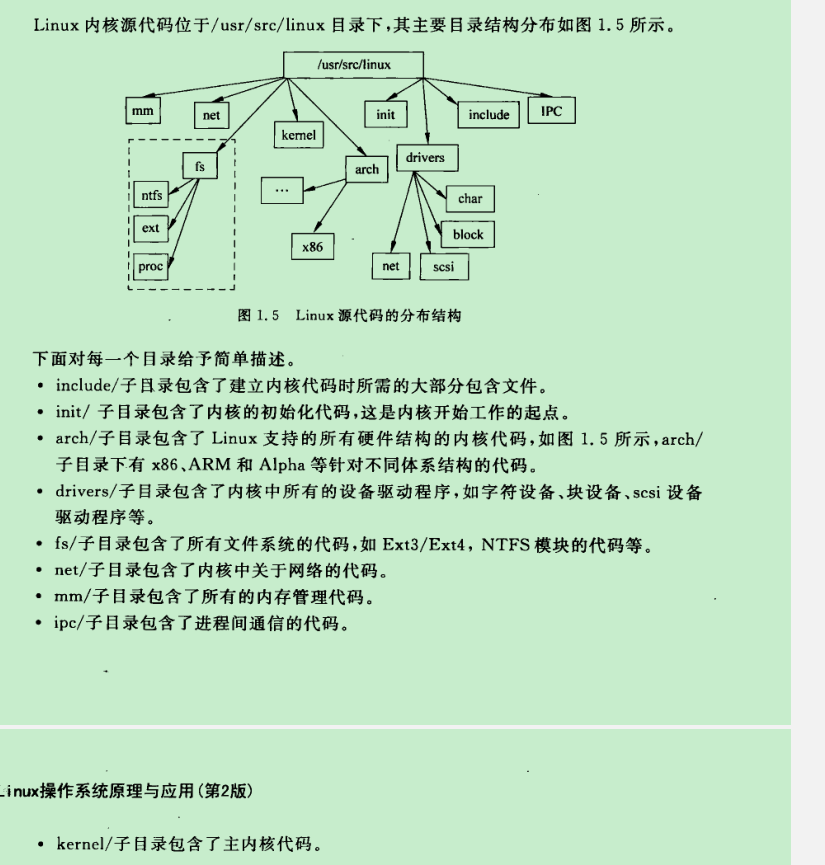 Linux 内核源代码位于/usr/src/linux 目录下,其主要目录结构分布如图 1.5 所示。
/usr/src/linux
mm
net
kernel
init
include
IPC
fs
arch
drivers
ntfs
ext
proc
...
x86
char
block
net
scsi
图 1.5 Linux 源代码的分布结构
下面对每一个目录给予简单描述。
• include/子目录包含了建立内核代码时所需的大部分包含文件。
• init/ 子目录包含了内核的初始化代码,这是内核开始工作的起点。
• arch/子目录包含了 Linux 支持的所有硬件结构的内核代码,如图 1.5 所示,arch/
子目录下有 x86、ARM 和 Alpha 等针对不同体系结构的代码。
• drivers/子目录包含了内核中所有的设备驱动程序,如字符设备、块设备、scsi 设备
驱动程序等。
• fs/子目录包含了所有文件系统的代码,如 Ext3/Ext4, NTFS 模块的代码等。
• net/子目录包含了内核中关于网络的代码。
• mm/子目录包含了所有的内存管理代码。
• ipc/子目录包含了进程间通信的代码。
Linux操作系统原理与应用(第2版)
• kernel/子目录包含了主内核代码。